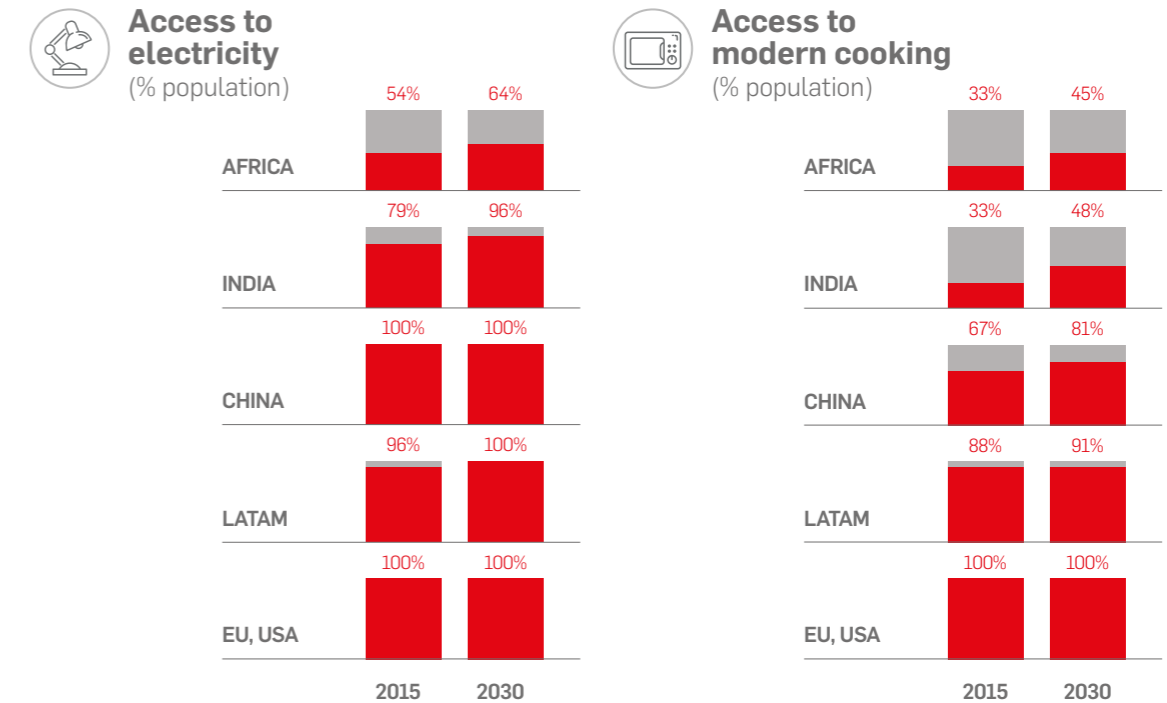 Access to
electricity
(% population)
54% 64%
AFRICA
79% 96%
INDIA
100% 100%
CHINA
96% 100%
LATAM
100% 100%
EU, USA
2015 2030
Access to
modern cooking
(% population)
33% 45%
AFRICA
33% 48%
INDIA
67% 81%
CHINA
88% 91%
LATAM
100% 100%
EU, USA
2015 2030